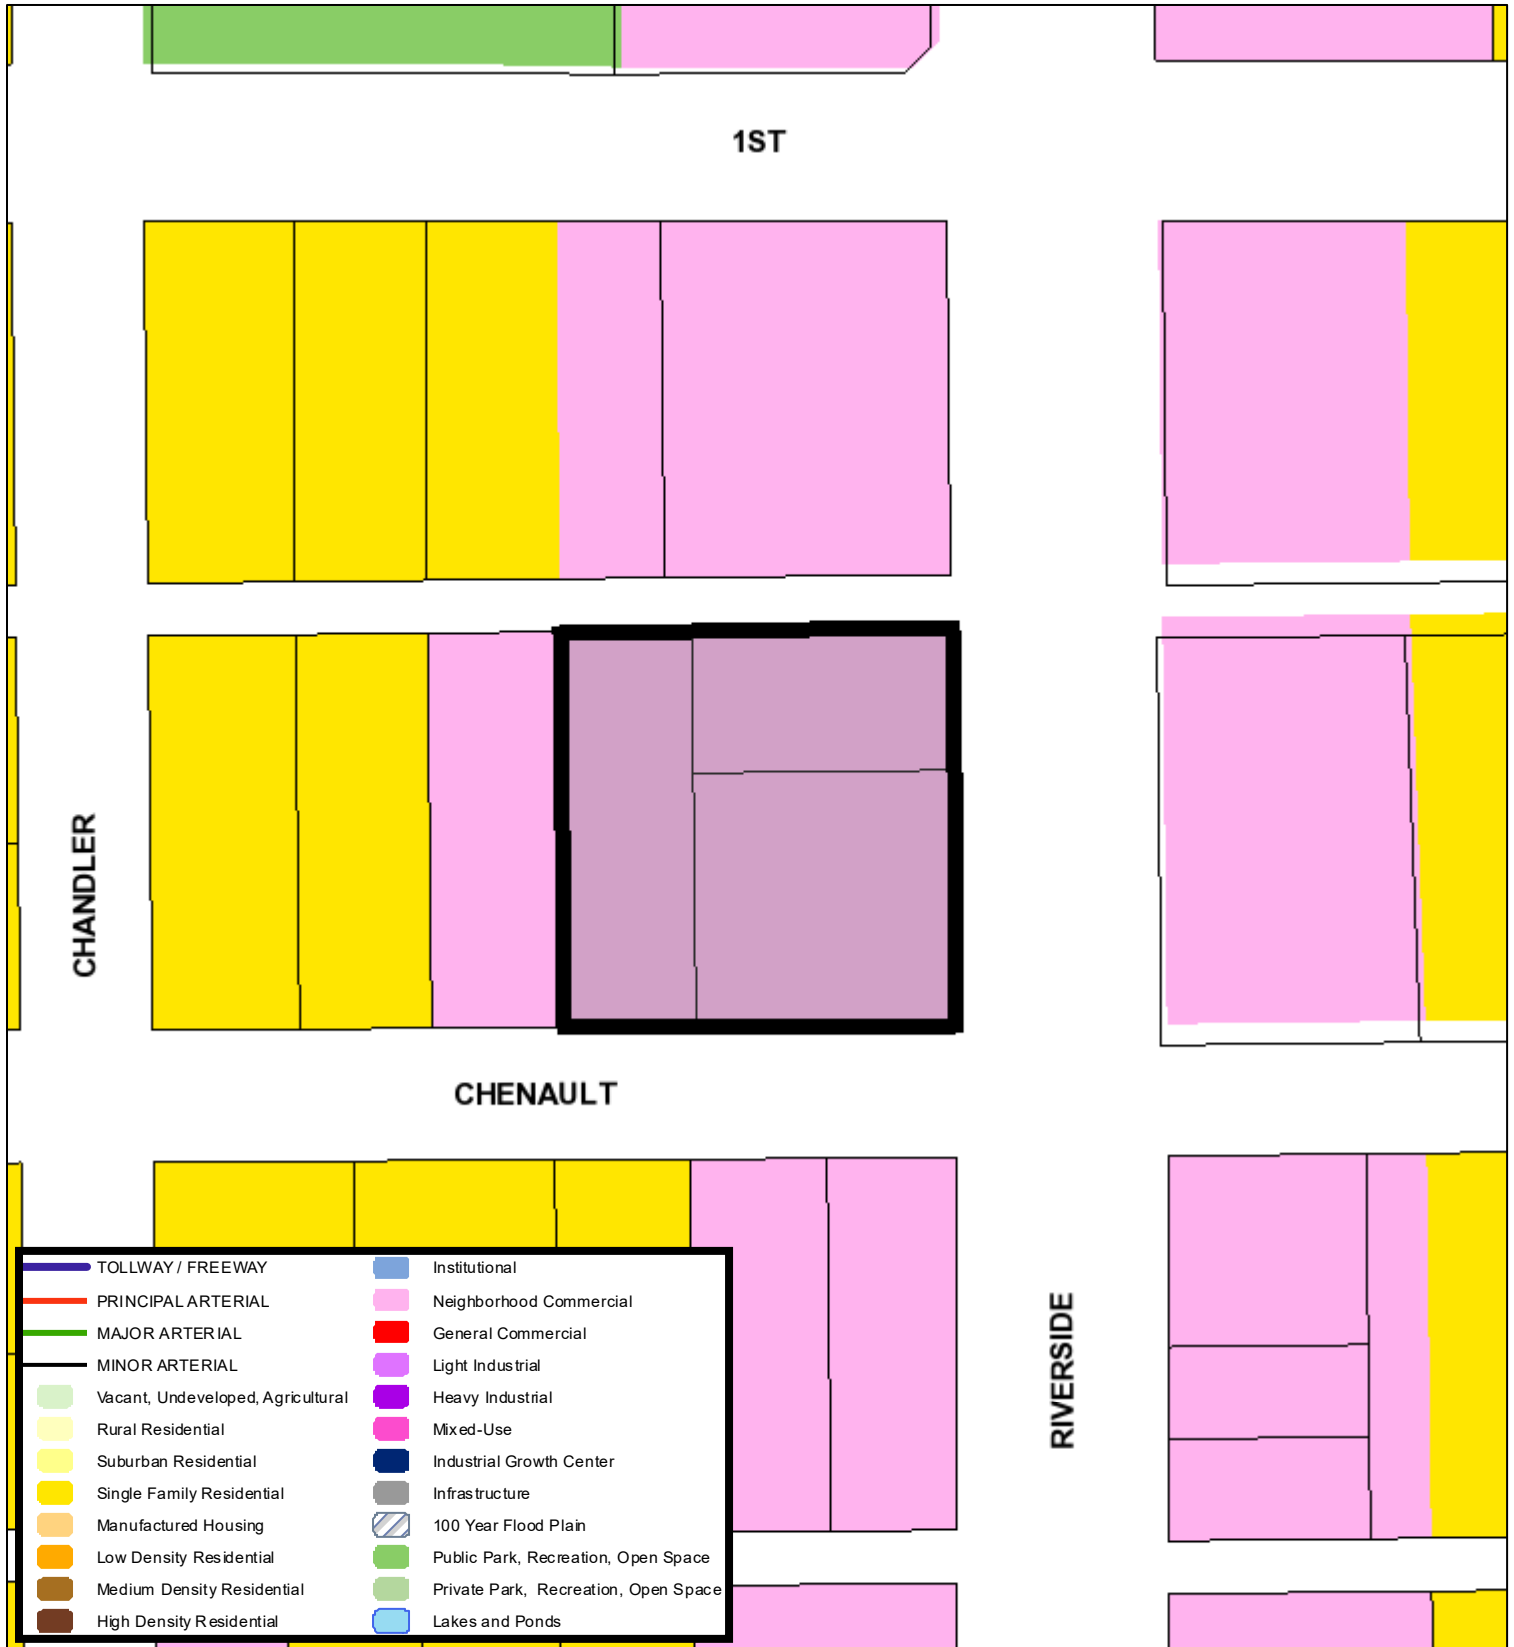 1ST
CHANDLER
CHENAULT
RIVERSIDE
TOLLWAY / FREEWAY
PRINCIPAL ARTERIAL
MAJOR ARTERIAL
MINOR ARTERIAL
Vacant, Undeveloped, Agricultural
Rural Residential
Suburban Residential
Single Family Residential
Manufactured Housing
Low Density Residential
Medium Density Residential
High Density Residential
Institutional
Neighborhood Commercial
General Commercial
Light Industrial
Heavy Industrial
Mixed-Use
Industrial Growth Center
Infrastructure
100 Year Flood Plain
Public Park, Recreation, Open Space
Private Park, Recreation, Open Space
Lakes and Ponds